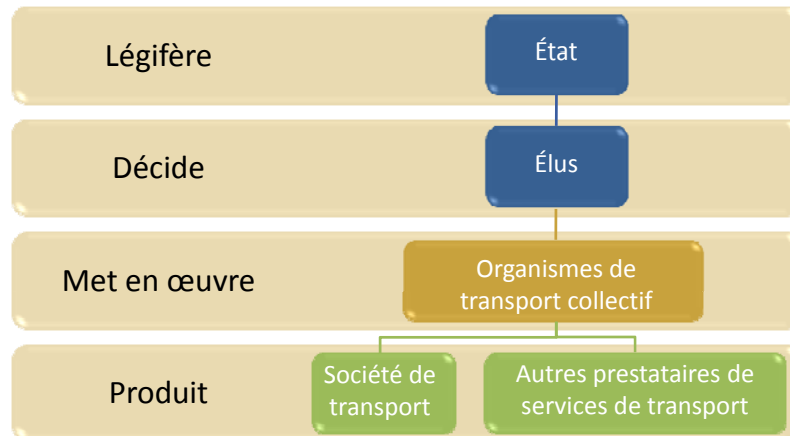 Légifère
État
Décide
Élus
Met en œuvre
Organismes de
transport collectif
Produit
Société de
transport
Autres prestataires de
services de transport